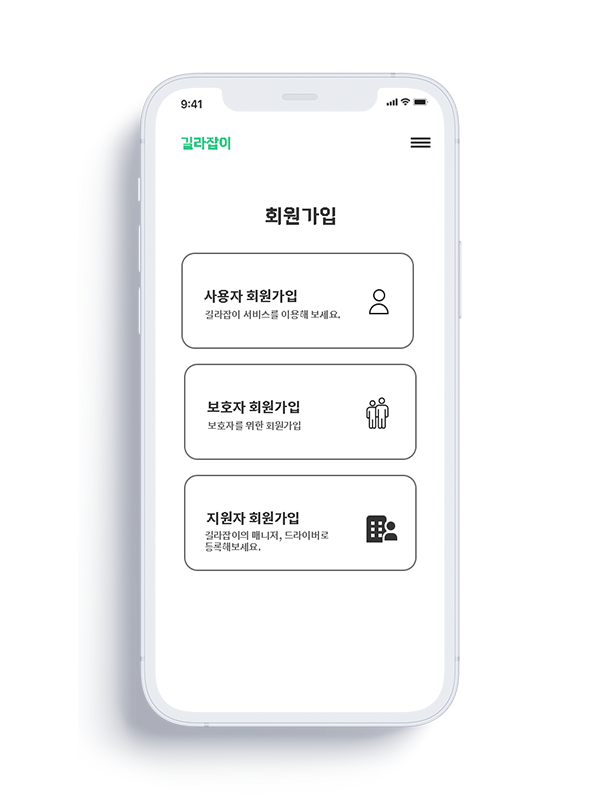 9:41
길라잡이
회원가입
사용자 회원가입
길라잡이 서비스를 이용해 보세요.
보호자 회원가입
보호자를 위한 회원가입
지원자 회원가입
길라잡이의 매니저, 드라이버로
등록해보세요.